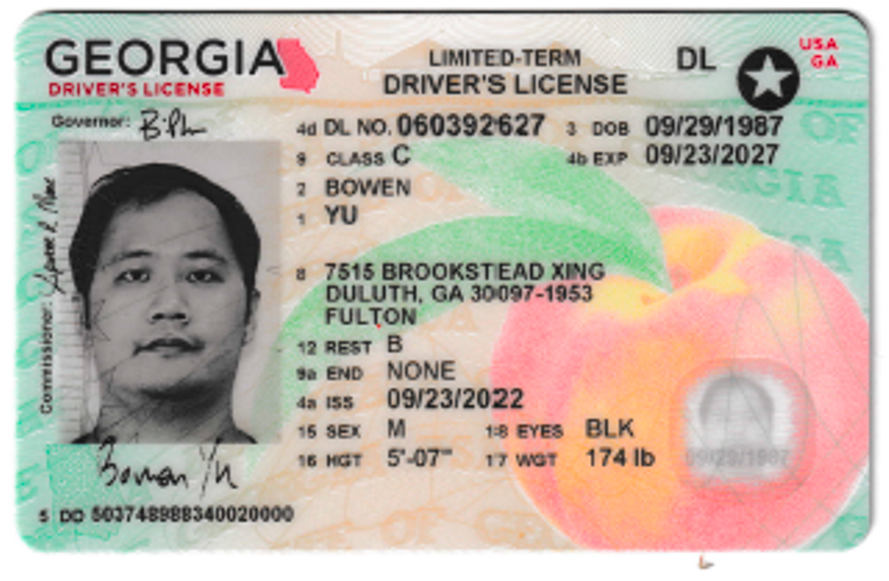 GEORGIA
DRIVER'S LICENSE
LIMITED-TERM
DRIVER'S LICENSE
DL
USA
GA
Governor:
4d DL NO. 060392627 3 DOB 09/29/1987
9 CLASS C 4b EXP 09/23/2027
2 BOWEN
1 YU
8 7515 BROOKSTEAD XING
DULUTH, GA 30097-1953
FULTON
12 REST B
9a END NONE
4a ISS 09/23/2022
15 SEX M 18 EYES BLK
16 HGT 5'-07" 17 WGT 174 lb
09/29/1987
Commissioner:
Bowen Yu
5 DD 503748988340020000